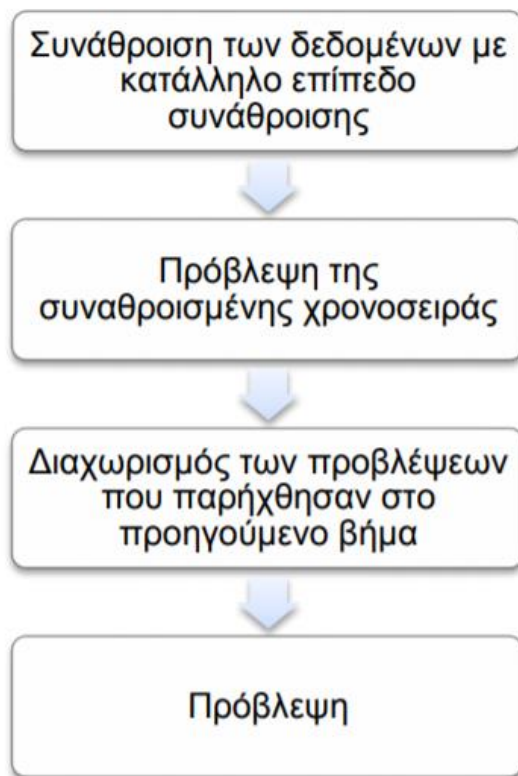 Συνάθροιση των δεδομένων με
κατάλληλο επίπεδο
συνάθροισης
Πρόβλεψη της
συναθροισμένης χρονοσειράς
Διαχωρισμός των προβλέψεων
που παρήχθησαν στο
προηγούμενο βήμα
Πρόβλεψη